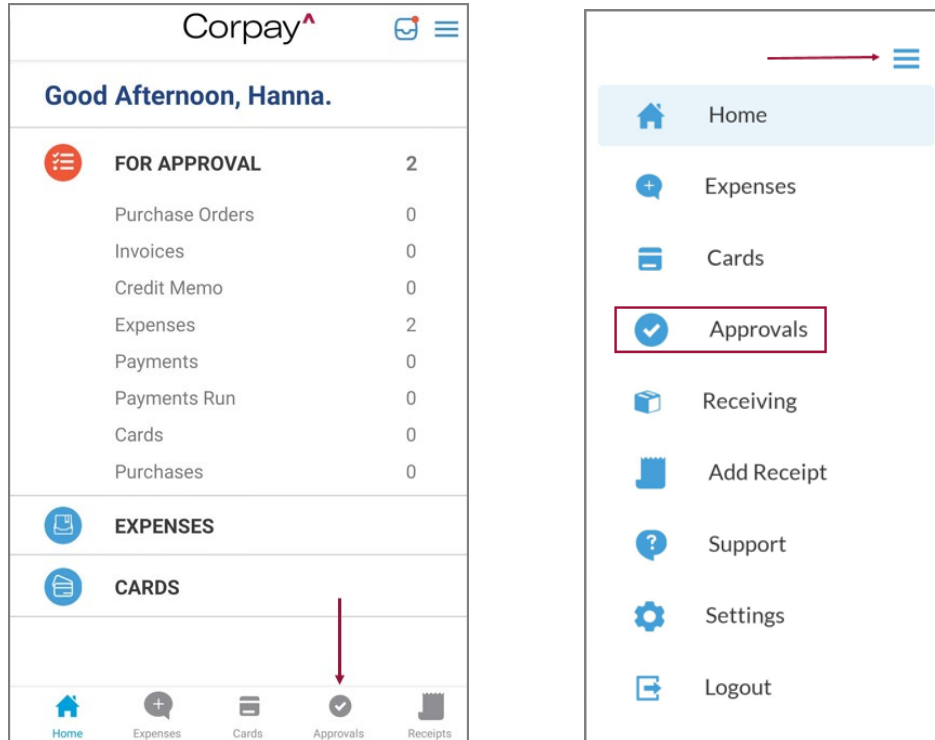 Corpay^
Good Afternoon, Hanna.
FOR APPROVAL 2
Purchase Orders 0
Invoices 0
Credit Memo 0
Expenses 2
Payments 0
Payments Run 0
Cards 0
Purchases 0
EXPENSES
CARDS
Home Expenses Cards Approvals Receipts
Home
Expenses
Cards
Approvals
Receiving
Add Receipt
Support
Settings
Logout